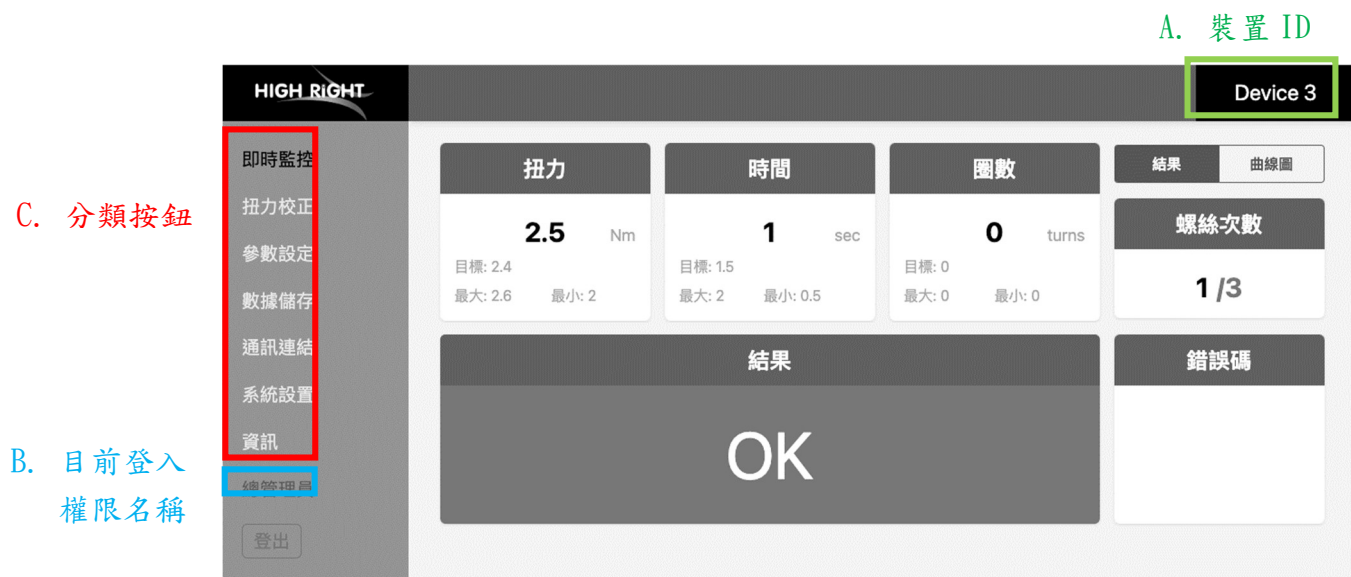 A. 裝置 ID
HIGH RIGHT
Device 3
C. 分類按鈕
即時監控
扭力校正
參數設定
數據儲存
通訊連結
系統設置
資訊
B. 目前登入
權限名稱
總管理員
登出
扭力
2.5 Nm
目標: 2.4
最大: 2.6 最小: 2
時間
1 sec
目標: 1.5
最大: 2 最小: 0.5
圈數
0 turns
目標: 0
最大: 0 最小: 0
結果 曲線圖
螺絲次數
1 /3
結果
OK
錯誤碼